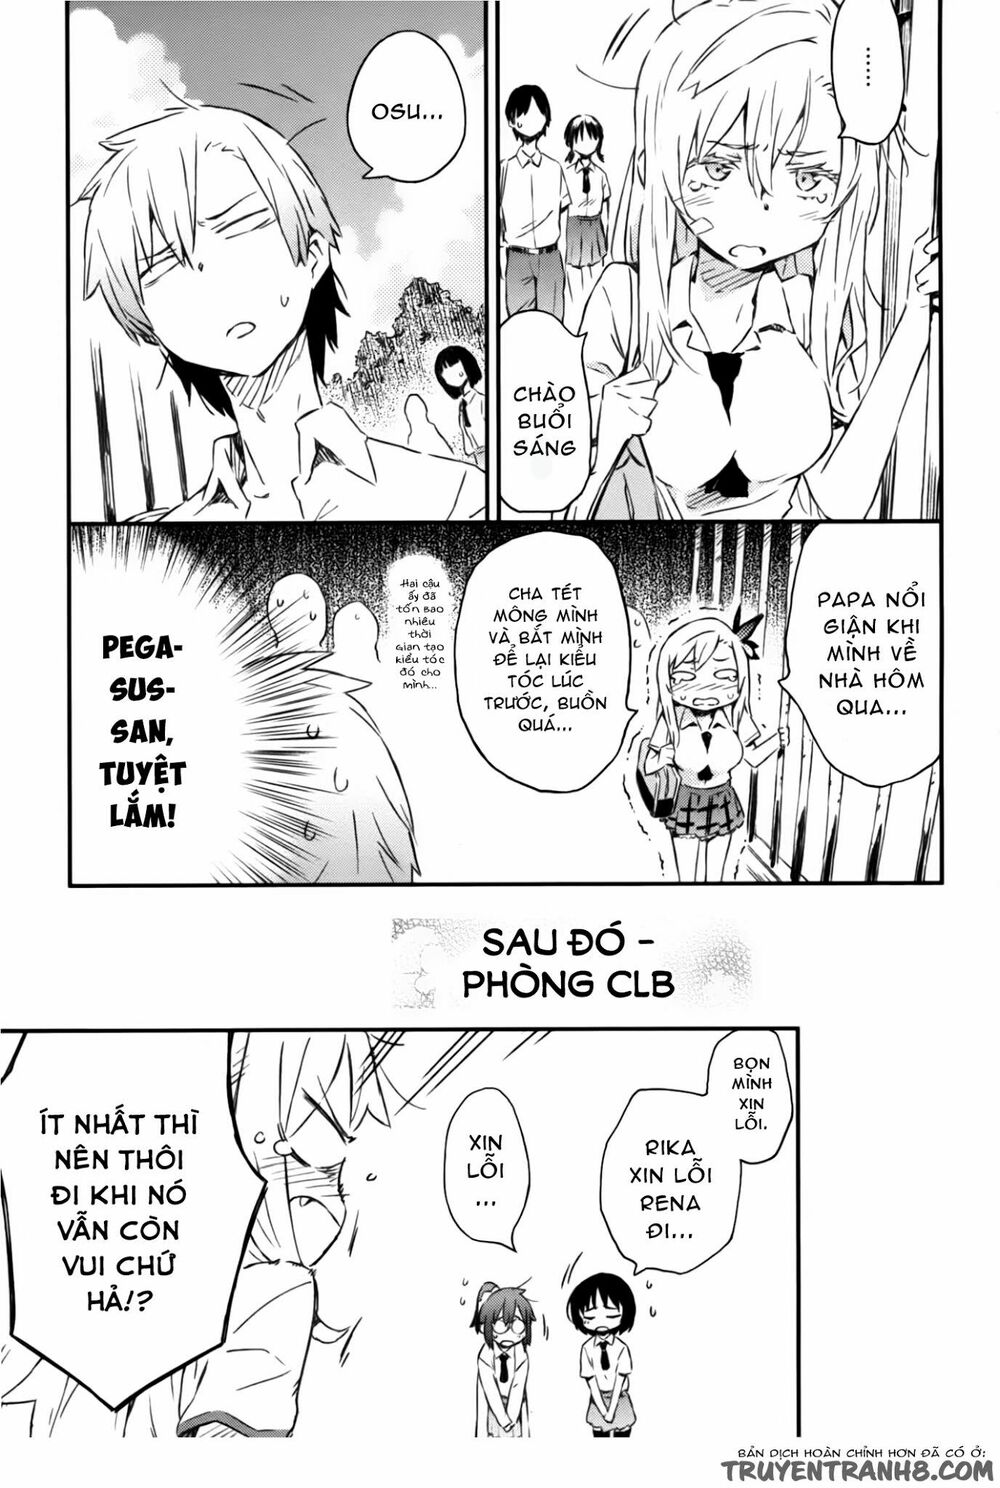 .......
CHÀO
BUỔI
SÁNG
OSU...
PAPA NỔI
GIẬN KHI
MÌNH VỀ
NHÀ HÔM
QUA...
CHA TÉT
MÔNG MÌNH
VÀ BẮT MÌNH
ĐỂ LẠI KIỂU
TÓC LÚC
TRƯỚC, BUỒN
QUÁ...
Hai cậu
ấy đã
tốn bao
nhiêu
thời
gian tạo
kiểu tóc
đó cho
mình...
PEGA-
SUS-
SAN,
TUYỆT
LẮM!
SAU ĐÓ -
PHÒNG CLB
BỌN
MÌNH
XIN
LỖI.
RIKA
XIN LỖI
RENA
ĐI...
XIN
LỖI
...
ÍT NHẤT THÌ
NÊN THÔI
ĐI KHI NÓ
VẪN CÒN
VUI CHỨ
HẢ!?
BẢN DỊCH HOÀN CHỈNH HƠN ĐÃ CÓ Ở:
TRUYENTRANH8.COM